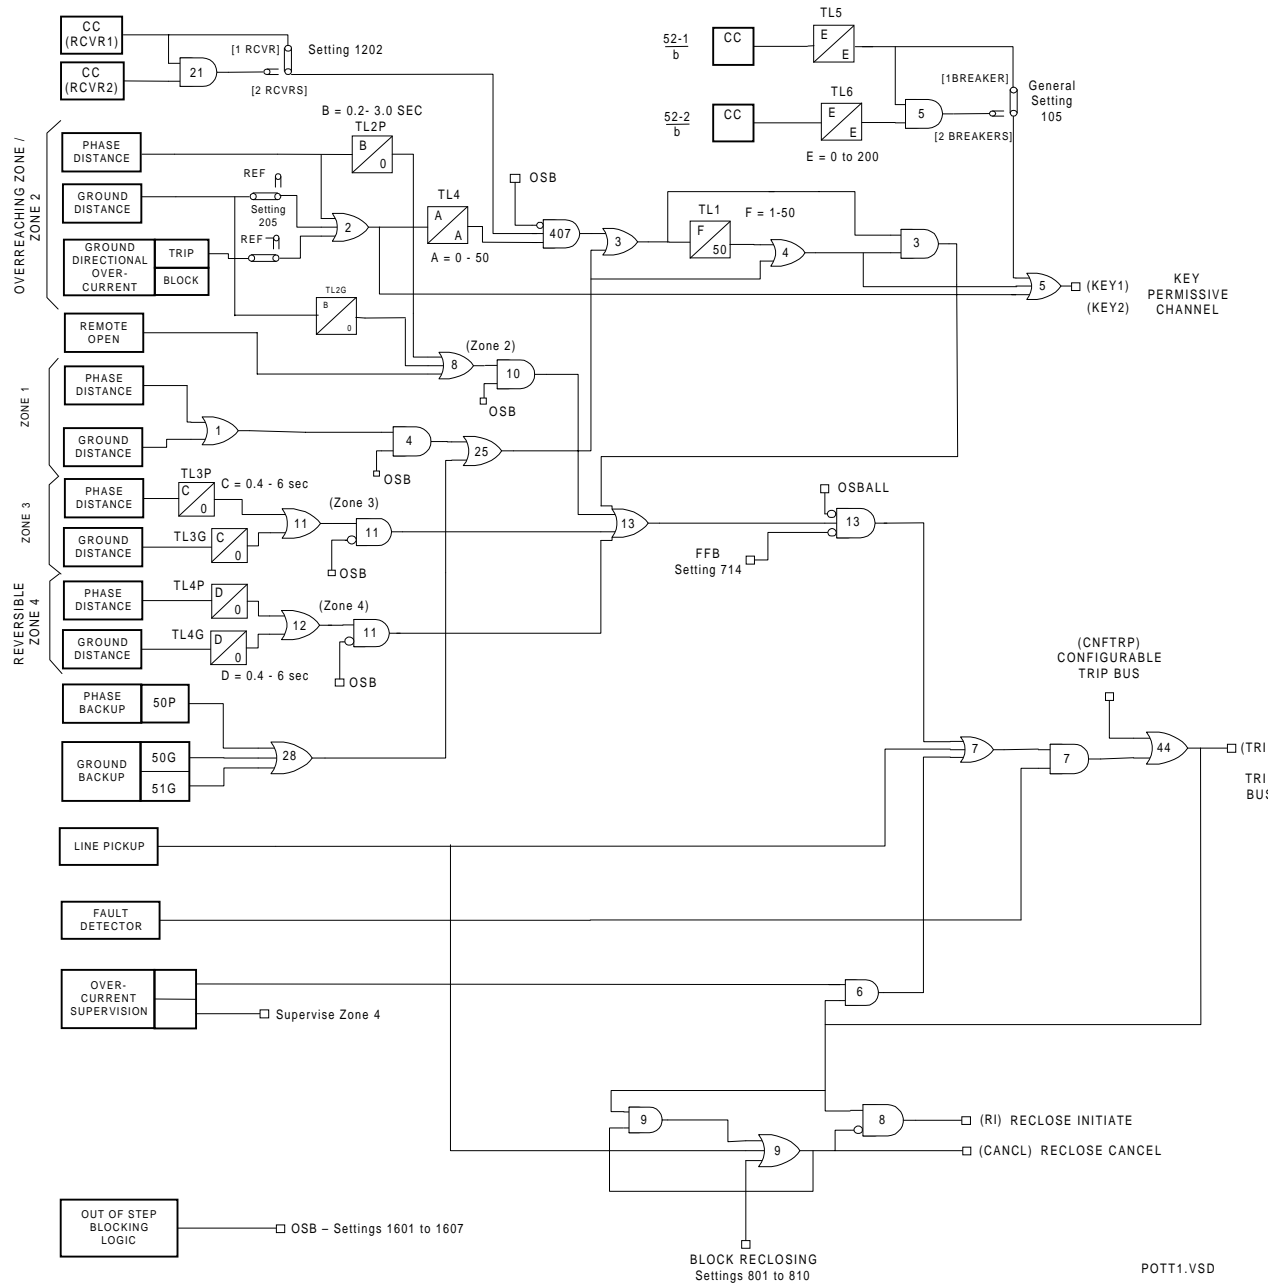 CC
(RCVR1)
CC
(RCVR2)
21
[1 RCVR]
[2 RCVRS]
Setting 1202
52-1
b
CC
TL5
E
E
52-2
b
CC
TL6
E
E
E = 0 to 200
5
[1BREAKER]
[2 BREAKERS]
General
Setting
105
OVERREACHING ZONE /
ZONE 2
PHASE
DISTANCE
GROUND
DISTANCE
GROUND
DIRECTIONAL
OVER-
CURRENT
TRIP
BLOCK
B = 0.2- 3.0 SEC
TL2P
B
0
REF
Setting
205
REF
2
TL4
A
A
A = 0 - 50
OSB
407
3
TL1
F
50
F = 1-50
4
3
5
(KEY1)
(KEY2)
KEY
PERMISSIVE
CHANNEL
TL2G
B
0
REMOTE
OPEN
8
(Zone 2)
10
OSB
ZONE 1
PHASE
DISTANCE
GROUND
DISTANCE
1
4
OSB
25
ZONE 3
PHASE
DISTANCE
GROUND
DISTANCE
TL3P
C
0
C = 0.4 - 6 sec
TL3G
C
0
11
(Zone 3)
11
OSB
13
OSBALL
13
FFB
Setting 714
REVERSIBLE
ZONE 4
PHASE
DISTANCE
GROUND
DISTANCE
TL4P
D
0
TL4G
D
0
D = 0.4 - 6 sec
12
(Zone 4)
11
OSB
PHASE
BACKUP
50P
GROUND
BACKUP
50G
51G
28
(CNFTRP)
CONFIGURABLE
TRIP BUS
7
7
44
(TRI
TRI
BUS
LINE PICKUP
FAULT
DETECTOR
OVER-
CURRENT
SUPERVISION
Supervise Zone 4
6
9
9
8
(RI) RECLOSE INITIATE
(CANCL) RECLOSE CANCEL
OUT OF STEP
BLOCKING
LOGIC
OSB – Settings 1601 to 1607
BLOCK RECLOSING
Settings 801 to 810
POTT1.VSD